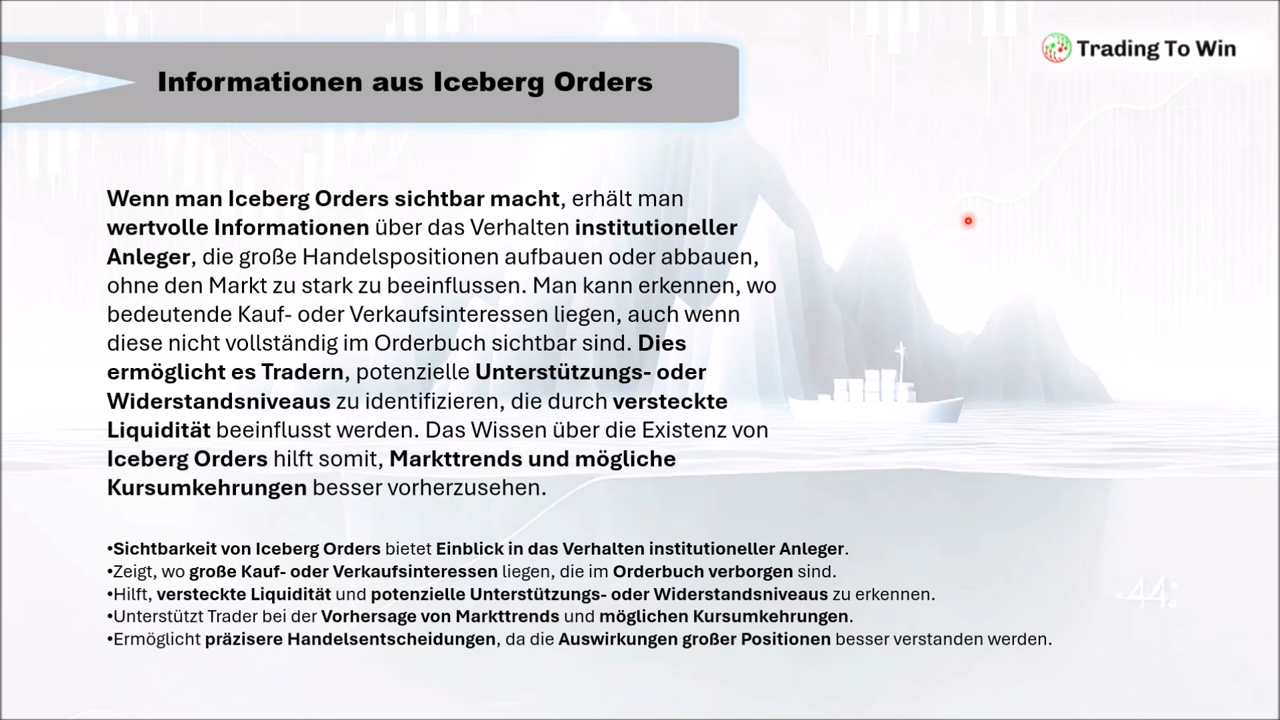 Trading To Win
Informationen aus Iceberg Orders
Wenn man Iceberg Orders sichtbar macht, erhält man
wertvolle Informationen über das Verhalten institutioneller
Anleger, die große Handelspositionen aufbauen oder abbauen,
ohne den Markt zu stark zu beeinflussen. Man kann erkennen, wo
bedeutende Kauf- oder Verkaufsinteressen liegen, auch wenn
diese nicht vollständig im Orderbuch sichtbar sind. Dies
ermöglicht es Tradern, potenzielle Unterstützungs- oder
Widerstandsniveaus zu identifizieren, die durch versteckte
Liquidität beeinflusst werden. Das Wissen über die Existenz von
Iceberg Orders hilft somit, Markttrends und mögliche
Kursumkehrungen besser vorherzusehen.
•Sichtbarkeit von Iceberg Orders bietet Einblick in das Verhalten institutioneller Anleger.
•Zeigt, wo große Kauf- oder Verkaufsinteressen liegen, die im Orderbuch verborgen sind.
•Hilft, versteckte Liquidität und potenzielle Unterstützungs- oder Widerstandsniveaus zu erkennen.
•Unterstützt Trader bei der Vorhersage von Markttrends und möglichen Kursumkehrungen.
•Ermöglicht präzisere Handelsentscheidungen, da die Auswirkungen großer Positionen besser verstanden werden.